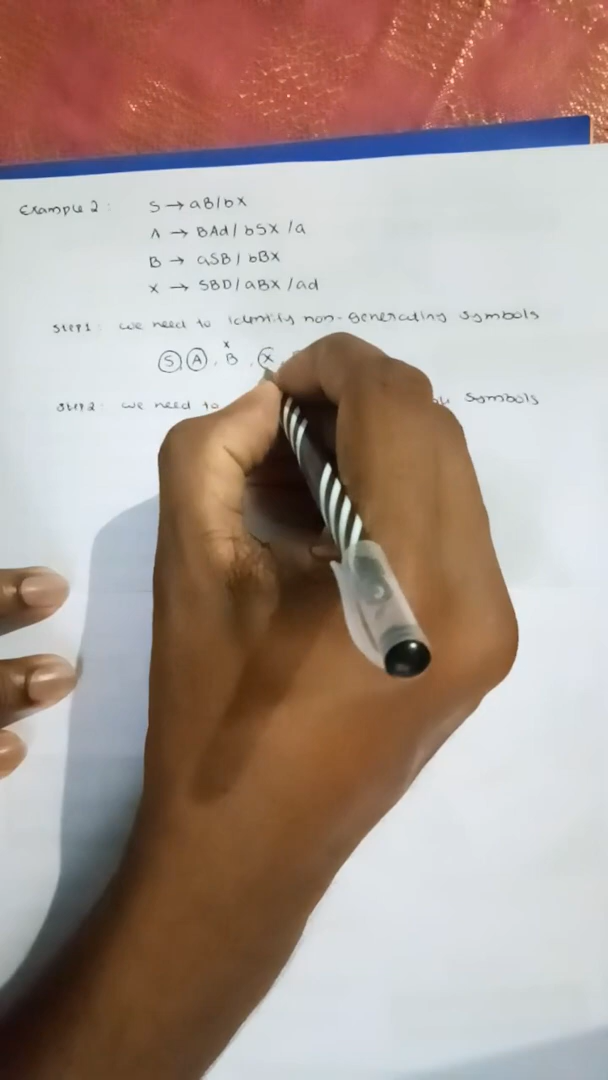 Example 2 : S → aB/bX
A → BAd/ bSX /a
B → aSB/ bBX
X → SBD/aBX /ad
Step1 : we need to identify non-generating symbols
S A , B x , X
Step2 : we need to symbols